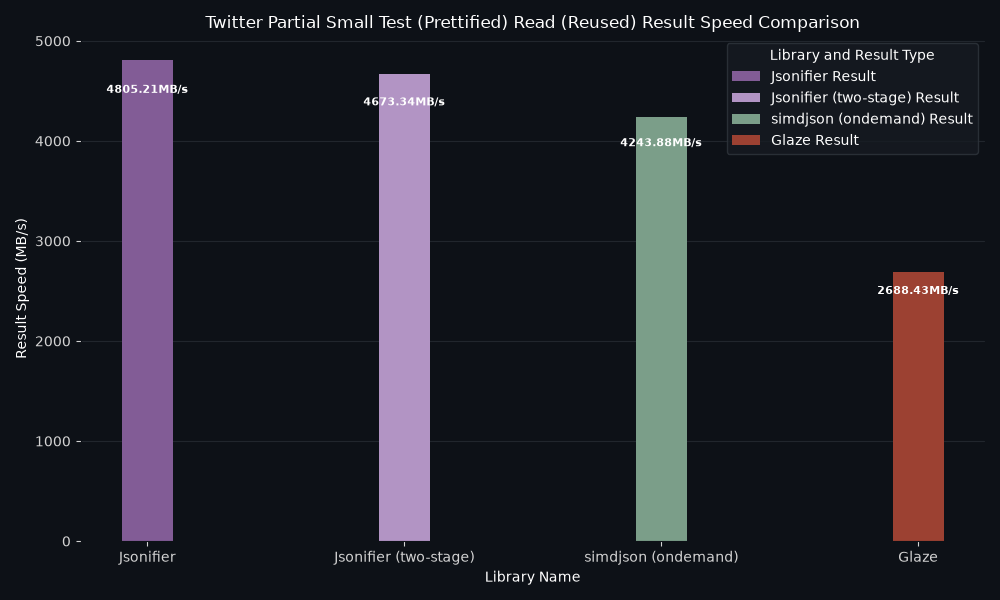 Twitter Partial Small Test (Prettified) Read (Reused) Result Speed Comparison
Library and Result Type
Jsonifier Result
Jsonifier (two-stage) Result
simdjson (ondemand) Result
Glaze Result
Result Speed (MB/s)
5000
4000
3000
2000
1000
0
4805.21MB/s
4673.34MB/s
4243.88MB/s
2688.43MB/s
Jsonifier
Jsonifier (two-stage)
simdjson (ondemand)
Glaze
Library Name